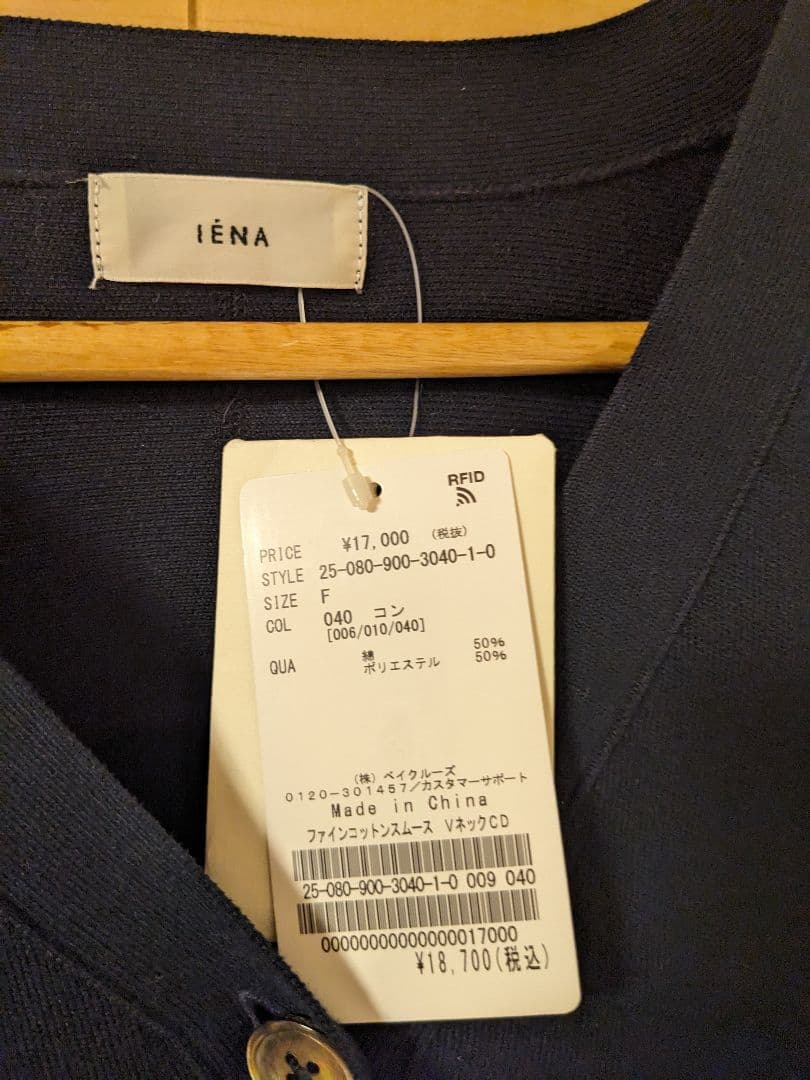 IÉNA
RFID
PRICE ¥17,000 (税抜)
STYLE 25-080-900-3040-1-0
SIZE F
COL 040 コン
[006/010/040]
QUA 綿 50%
ポリエステル 50%
(株)ベイクルーズ
0120-301457/カスタマーサポート
Made in China
ファインコットンスムース VネックCD
25-080-900-3040-1-0 009 040
00000000000000017000
¥18,700(税込)